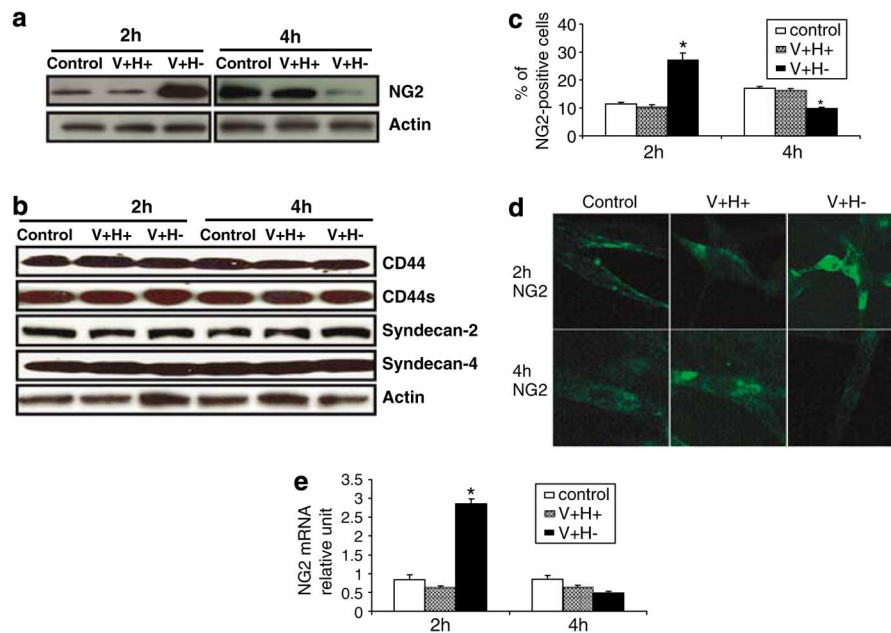 a
2h 4h
Control V+H+ V+H- Control V+H+ V+H-
NG2
Actin
b
2h 4h
Control V+H+ V+H- Control V+H+ V+H-
CD44
CD44s
Syndecan-2
Syndecan-4
Actin
c
% of
NG2-positive cells
40
30
20
10
0
*
*
2h 4h
control
V+H+
V+H-
d
Control V+H+ V+H-
2h
NG2
4h
NG2
e
NG2 mRNA
relative unit
3.5
3
2.5
2
1.5
1
0.5
0
*
2h 4h
control
V+H+
V+H-